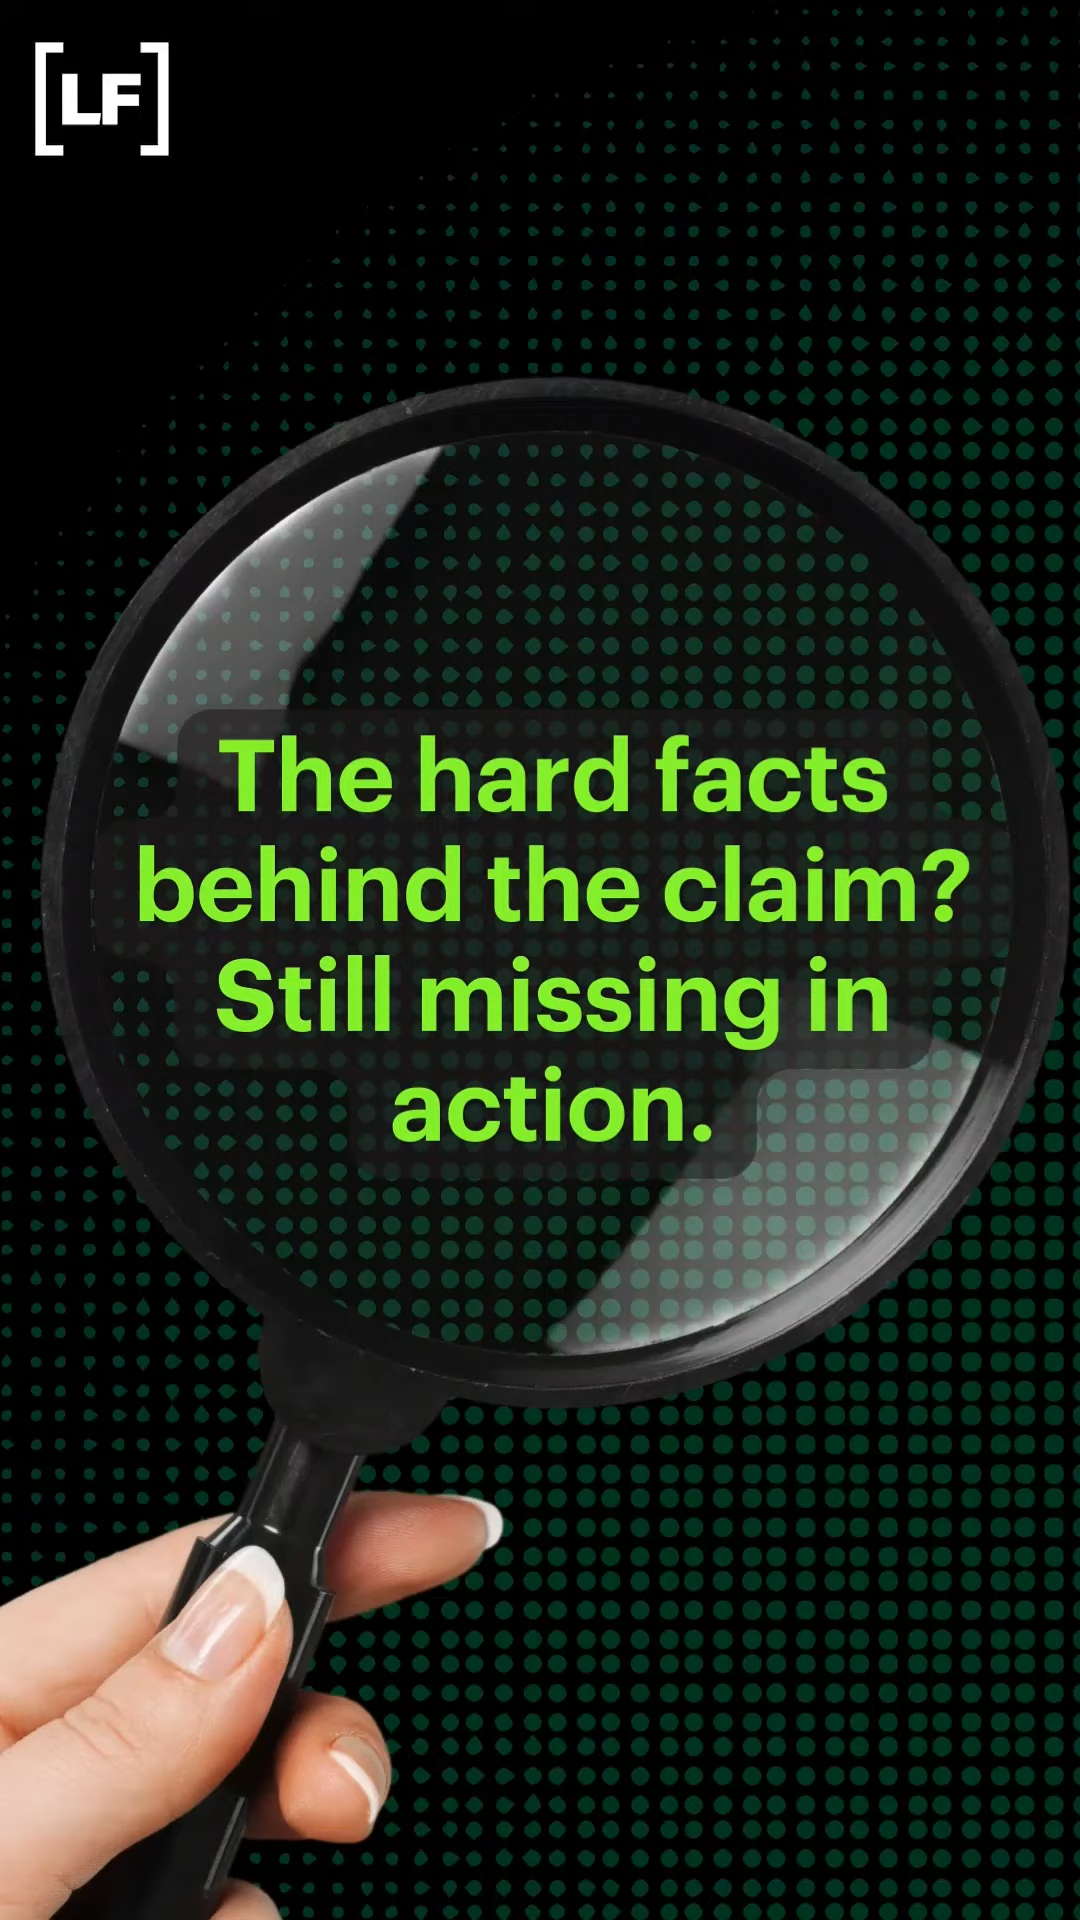 [LF]
The hard facts
behind the claim?
Still missing in
action.